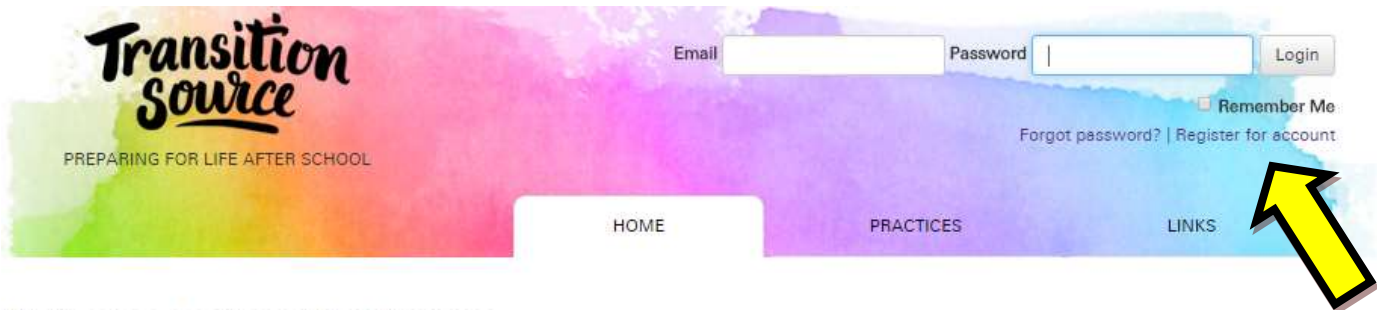 Transition
Source
PREPARING FOR LIFE AFTER SCHOOL
Email
Password
Login
Remember Me
Forgot password? | Register for account
HOME
PRACTICES
LINKS